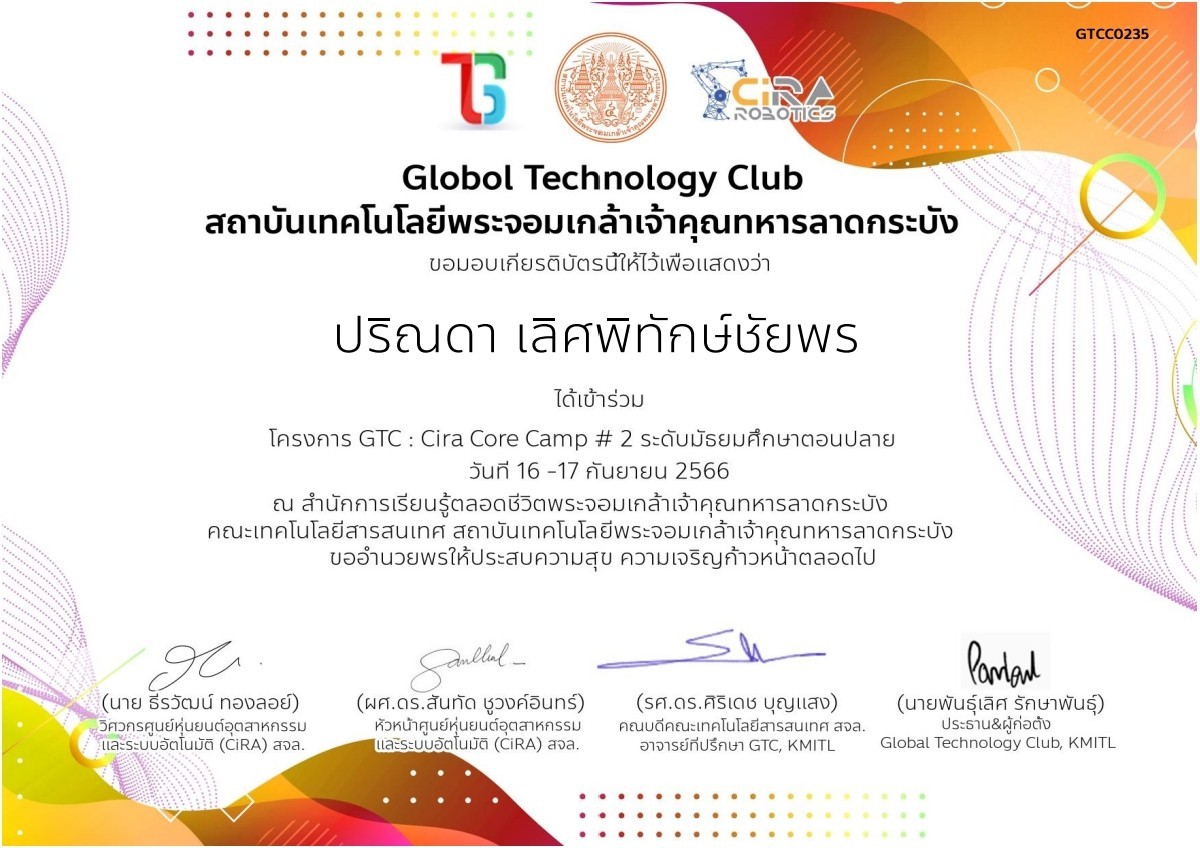 GTCC0235
TG
CiRA
ROBOTICS
Globol Technology Club
สถาบันเทคโนโลยีพระจอมเกล้าเจ้าคุณทหารลาดกระบัง
ขอมอบเกียรติบัตรนี้ให้ไว้เพื่อแสดงว่า
ปริณดา เลิศพิทักษ์ชัยพร
ได้เข้าร่วม
โครงการ GTC : Cira Core Camp # 2 ระดับมัธยมศึกษาตอนปลาย
วันที่ 16 -17 กันยายน 2566
ณ สำนักการเรียนรู้ตลอดชีวิตพระจอมเกล้าเจ้าคุณทหารลาดกระบัง
คณะเทคโนโลยีสารสนเทศ สถาบันเทคโนโลยีพระจอมเกล้าเจ้าคุณทหารลาดกระบัง
ขออำนวยพรให้ประสบความสุข ความเจริญก้าวหน้าตลอดไป
(นาย ธีรวัฒน์ ทองลอย)
วิศวกรศูนย์หุ่นยนต์อุตสาหกรรม
และระบบอัตโนมัติ (CiRA) สจล.
(ผศ.ดร.สันทัด ชูวงค์อินทร์)
หัวหน้าศูนย์หุ่นยนต์อุตสาหกรรม
และระบบอัตโนมัติ (CiRA) สจล.
(รศ.ดร.ศิริเดช บุญแสง)
คณบดีคณะเทคโนโลยีสารสนเทศ สจล.
อาจารย์ที่ปรึกษา GTC, KMITL
(นายพันธุ์เลิศ รักษาพันธุ์)
ประธาน&ผู้ก่อตั้ง
Global Technology Club, KMITL